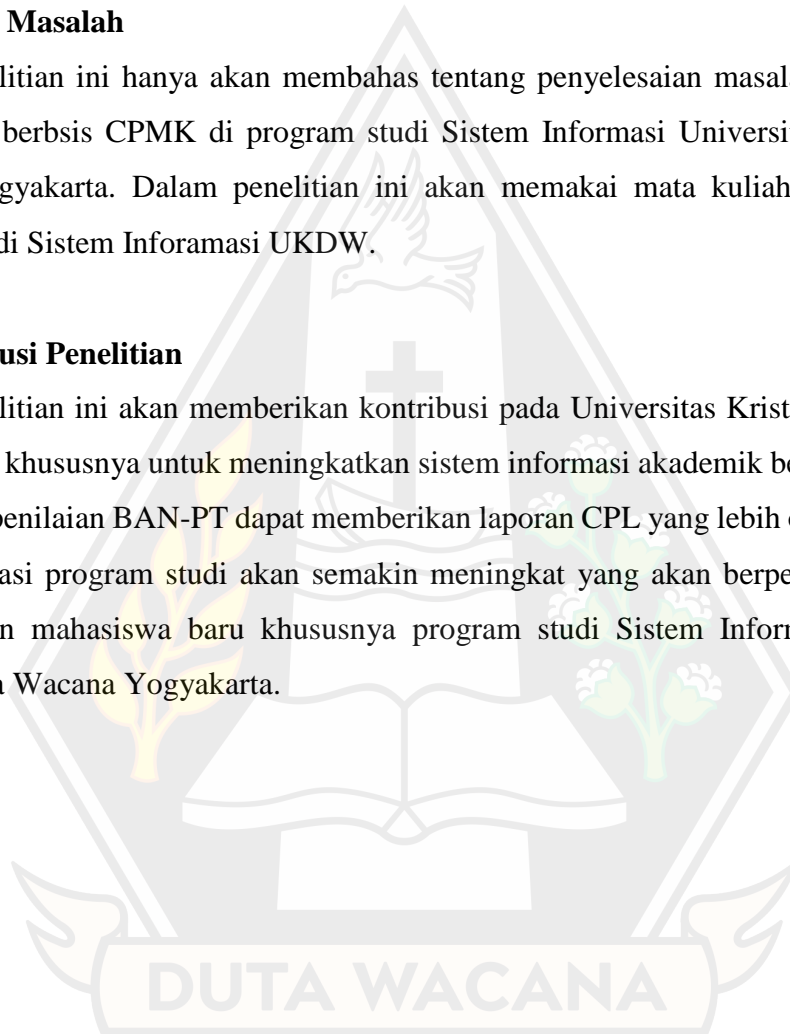 Masalah
litian ini hanya akan membahas tentang penyelesaian masal
berbsis CPMK di program studi Sistem Informasi Universit
gyakarta. Dalam penelitian ini akan memakai mata kuliah
di Sistem Inforamasi UKDW.
usi Penelitian
litian ini akan memberikan kontribusi pada Universitas Krist
khususnya untuk meningkatkan sistem informasi akademik be
penilaian BAN-PT dapat memberikan laporan CPL yang lebih
asi program studi akan semakin meningkat yang akan berpe
n mahasiswa baru khususnya program studi Sistem Infor
a Wacana Yogyakarta.
DUTA WACANA